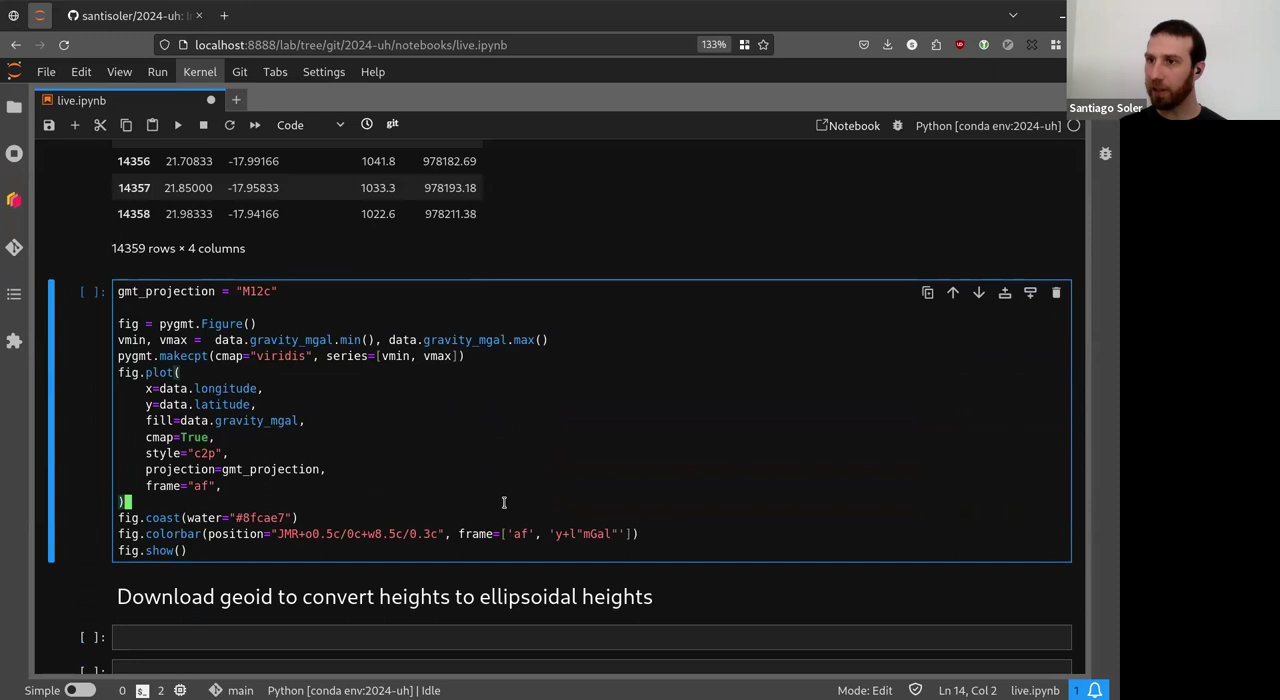 santisoler/2024-uh: I
localhost:8888/lab/tree/git/2024-uh/notebooks/live.ipynb
133%
File Edit View Run Kernel Git Tabs Settings Help
Santiago Soler
live.ipynb
Code
git
Notebook
Python [conda env:2024-uh]
14356 21.70833 -17.99166 1041.8 978182.69
14357 21.85000 -17.95833 1033.3 978193.18
14358 21.98333 -17.94166 1022.6 978211.38
14359 rows × 4 columns
[ ]:
gmt_projection = "M12c"
fig = pygmt.Figure()
vmin, vmax =  data.gravity_mgal.min(), data.gravity_mgal.max()
pygmt.makecpt(cmap="viridis", series=[vmin, vmax])
fig.plot(
    x=data.longitude,
    y=data.latitude,
    fill=data.gravity_mgal,
    cmap=True,
    style="c2p",
    projection=gmt_projection,
    frame="af",
)
fig.coast(water="#8fcae7")
fig.colorbar(position="JMR+o0.5c/0c+w8.5c/0.3c", frame=['af', 'y+l"mGal"'])
fig.show()
Download geoid to convert heights to ellipsoidal heights
[ ]:
[ ]:
Simple 0 2 main Python [conda env:2024-uh] | Idle Mode: Edit Ln 14, Col 2 live.ipynb 1